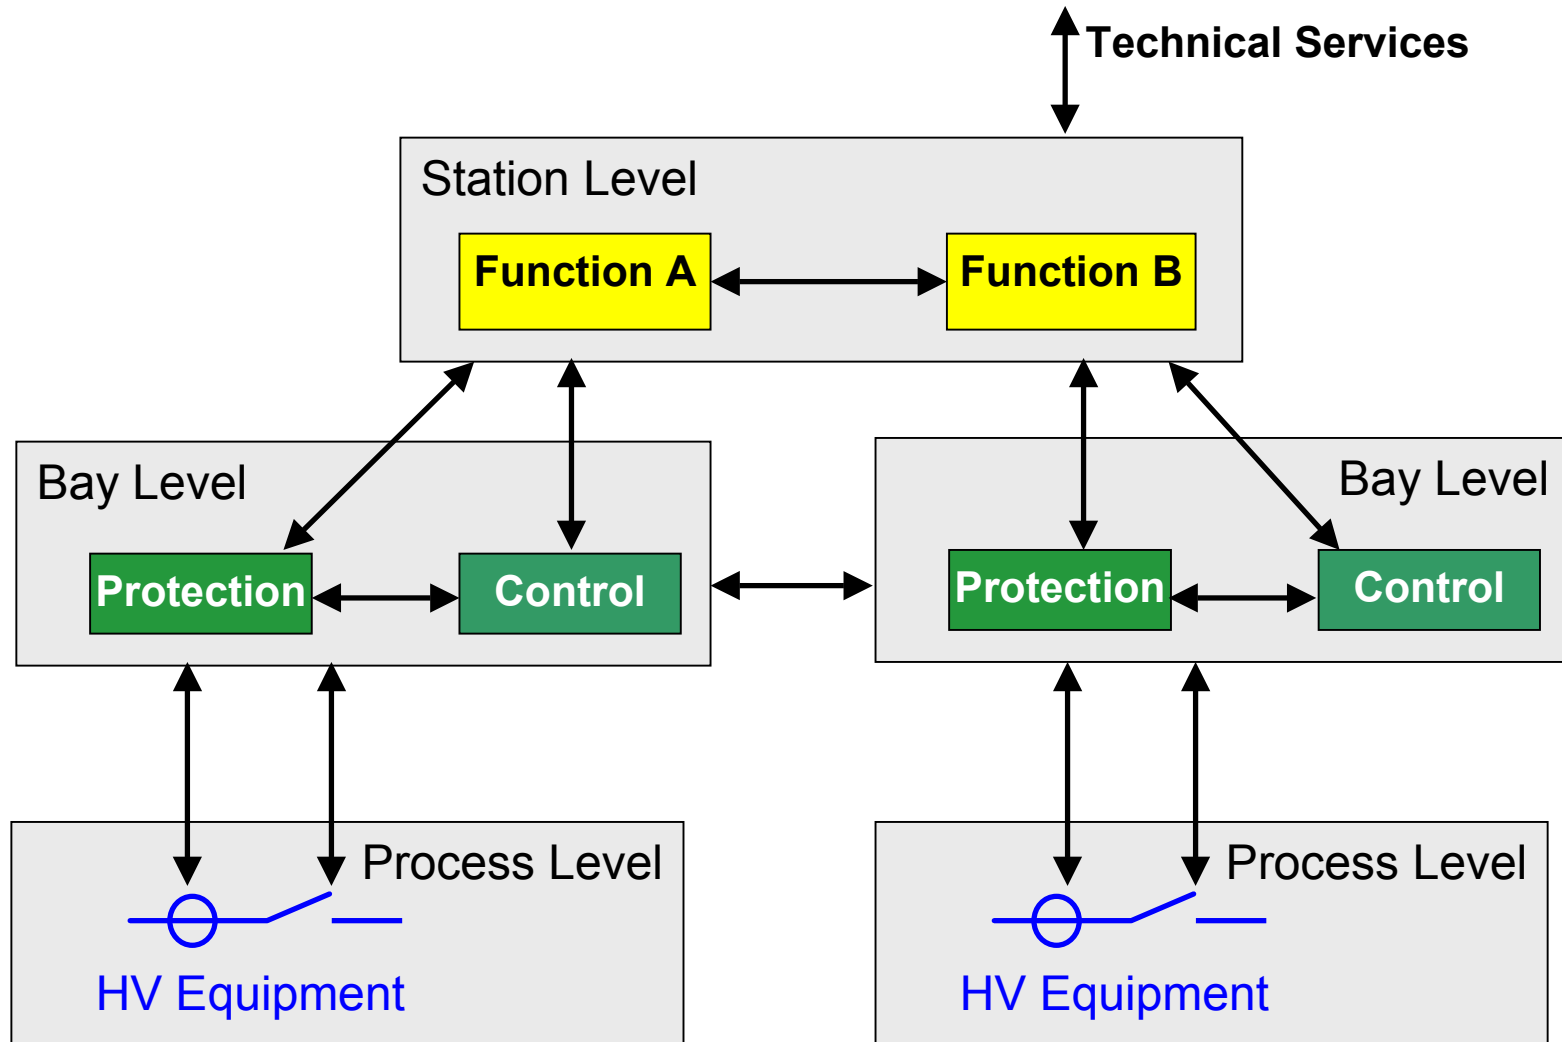 Technical Services
Station Level
Function A
Function B
Bay Level
Protection
Control
Bay Level
Protection
Control
Process Level
HV Equipment
Process Level
HV Equipment